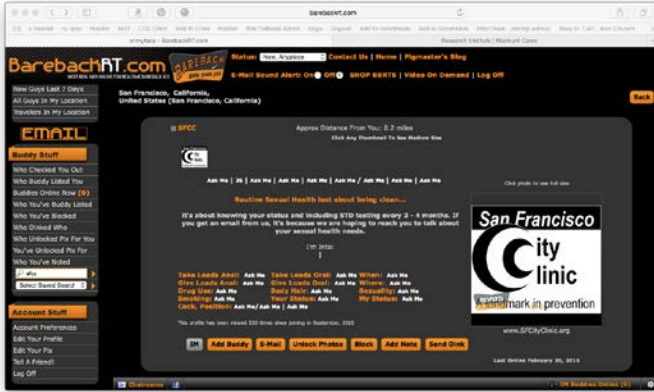 barebackrt.com
BarebackRT.com
Status: Now, Anyplace Contact Us | Home | Pigmaster's Blog
E-Mail Sound Alert: On Off SHOP BBRTS | Video On Demand | Log Off
New Guys Last 7 Days
All Guys In My Location
Travelers In My Location
San Francisco, California,
United States (San Francisco, California)
Back
EMAIL
Buddy Stuff
Who Checked You Out
Who Buddy Listed You
Buddies Online Now (0)
Who You've Buddy Listed
Who You've Blocked
Who Oinked Who
Who Unlocked Pix For You
You've Unlocked Pix For
Who You've Noted
Select Saved Search
Account Stuff
Account Preferences
Edit Your Profile
Edit Your Pix
Tell A Friend!
Log Off
SFCC
Approx Distance From You: 0.2 miles
Click Any Thumbnail To See Medium Size
Ask Me | 36 | Ask Me | Ask Me | Ask Me / Ask Me | Ask Me | Ask Me
Routine Sexual Health isnt about being clean...
It's about knowing your status and including STD testing every 3 - 4 months. If
you get an email from us, it's because we are hoping to reach you to talk about
your sexual health needs.
I'm Into:
Take Loads Anal: Ask Me Take Loads Oral: Ask Me When: Ask Me
Give Loads Anal: Ask Me Give Loads Oral: Ask Me Where: Ask Me
Drug Use: Ask Me Body Hair: Ask Me Sexuality: Ask Me
Smoking: Ask Me Your Status: Ask Me My Status: Ask Me
Cock, Position: Ask Me/Ask Me | Ask Me
IM Add Buddy E-Mail Unlock Photos Block Add Note Send Oink
Click photo to see full size
San Francisco
City
Clinic
mark in prevention
www.SFCityClinic.org
Last Online February 20, 2013
Chatrooms
IM Buddies Online (0)